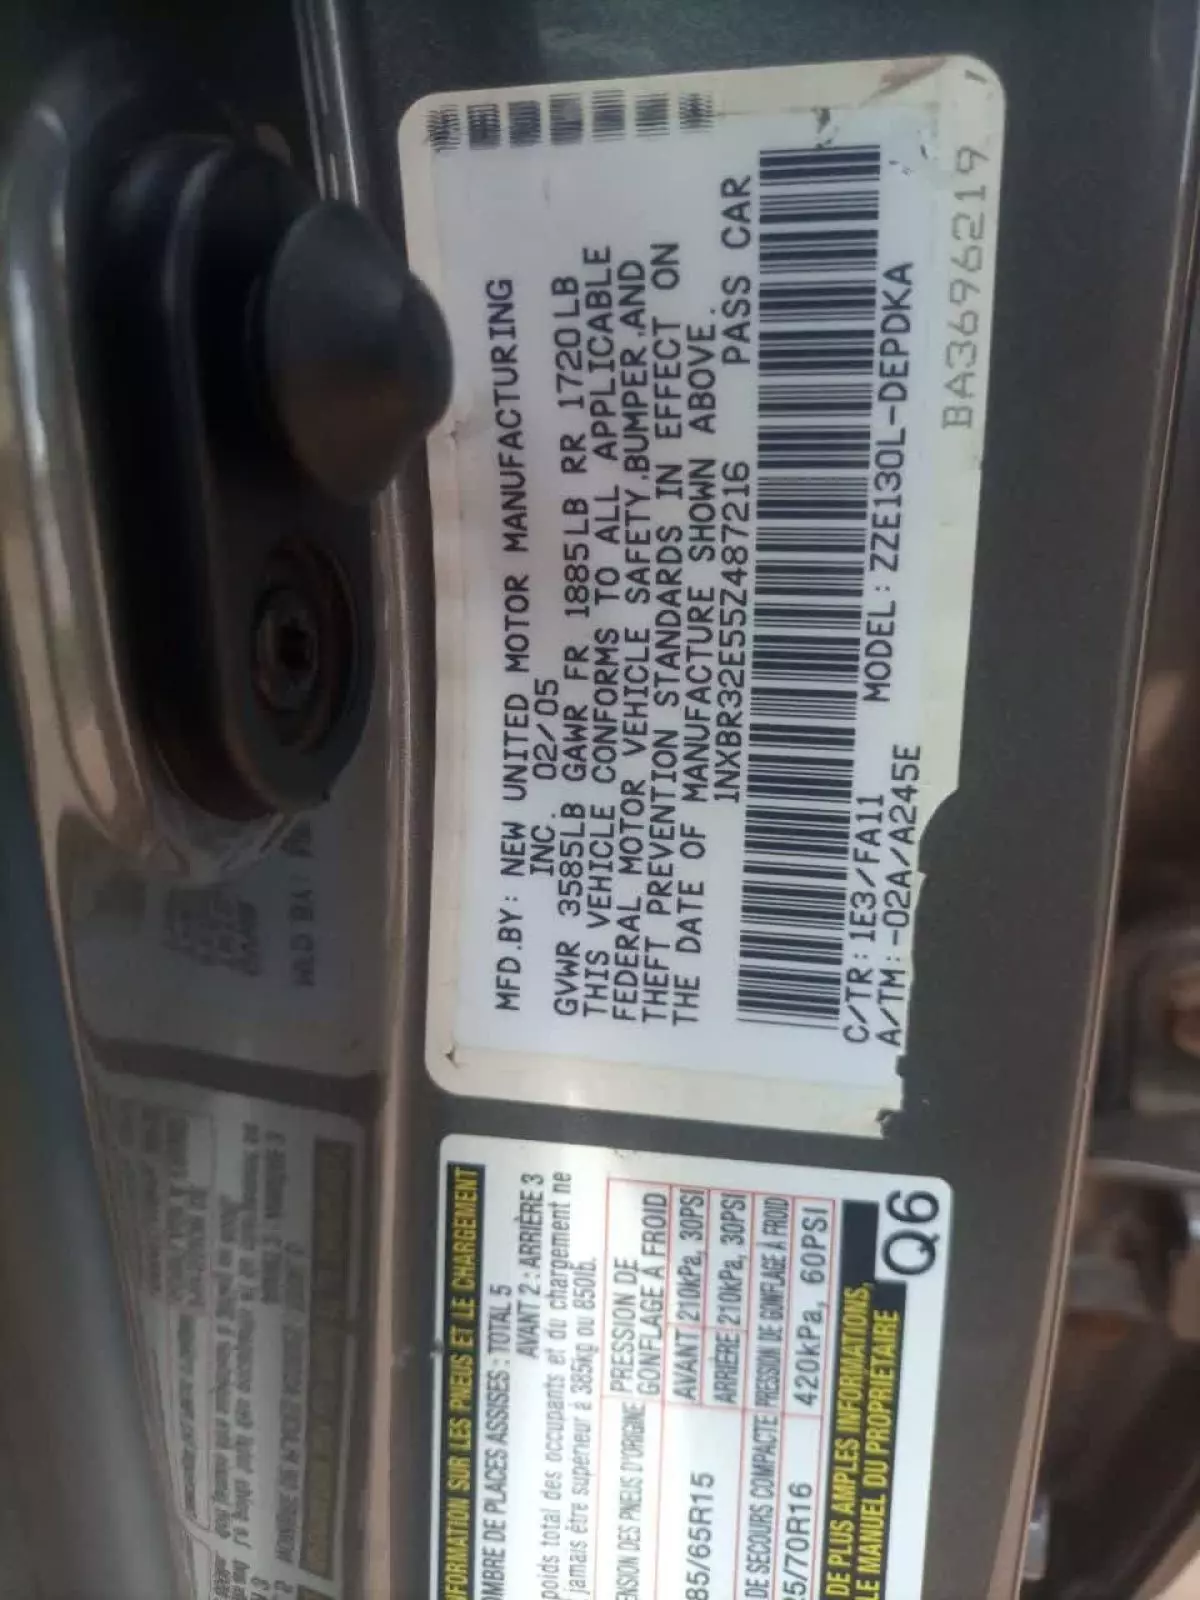 MFD.BY: NEW UNITED MOTOR MANUFACTURING
INC. 02/05
GVWR 3585LB GAWR FR 1885LB RR 1720LB
THIS VEHICLE CONFORMS TO ALL APPLICABLE
FEDERAL MOTOR VEHICLE SAFETY,BUMPER,AND
THEFT PREVENTION STANDARDS IN EFFECT ON
THE DATE OF MANUFACTURE SHOWN ABOVE.
1NXBR32E55Z487216 PASS CAR
C/TR:1E3/FA11 MODEL:ZZE130L-DEPDKA
A/TM:-02A/A245E
BA3696219
INFORMATION SUR LES PNEUS ET LE CHARGEMENT
OMBRE DE PLACES ASSISES : TOTAL 5
AVANT 2 : ARRIÈRE 3
poids total des occupants et du chargement ne
jamais être superieur à 385kg ou 850lb.
ENSION DES PNEUS D'ORIGINE PRESSION DE GONFLAGE À FROID
85/65R15 AVANT 210kPa, 30PSI
ARRIÈRE 210kPa, 30PSI
DE SECOURS COMPACTE PRESSION DE GONFLAGE À FROID
25/70R16 420kPa, 60PSI
DE PLUS AMPLES INFORMATIONS,
LE MANUEL DU PROPRIÉTAIRE
Q6